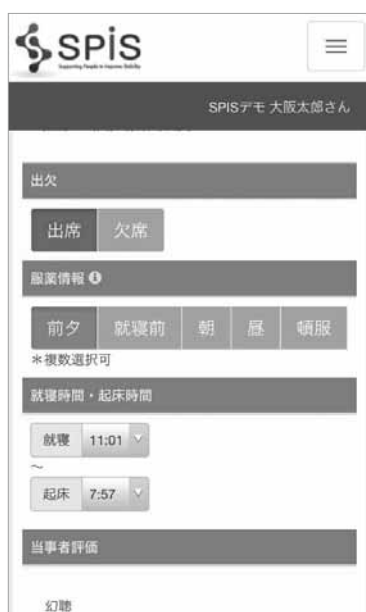 SPiS
Supporting People to Improve Stability
SPISデモ 大阪太郎さん
出欠
出席 欠席
服薬情報
前夕 就寝前 朝 昼 頓服
＊複数選択可
就寝時間・起床時間
就寝 11:01
～
起床 7:57
当事者評価
幻聴